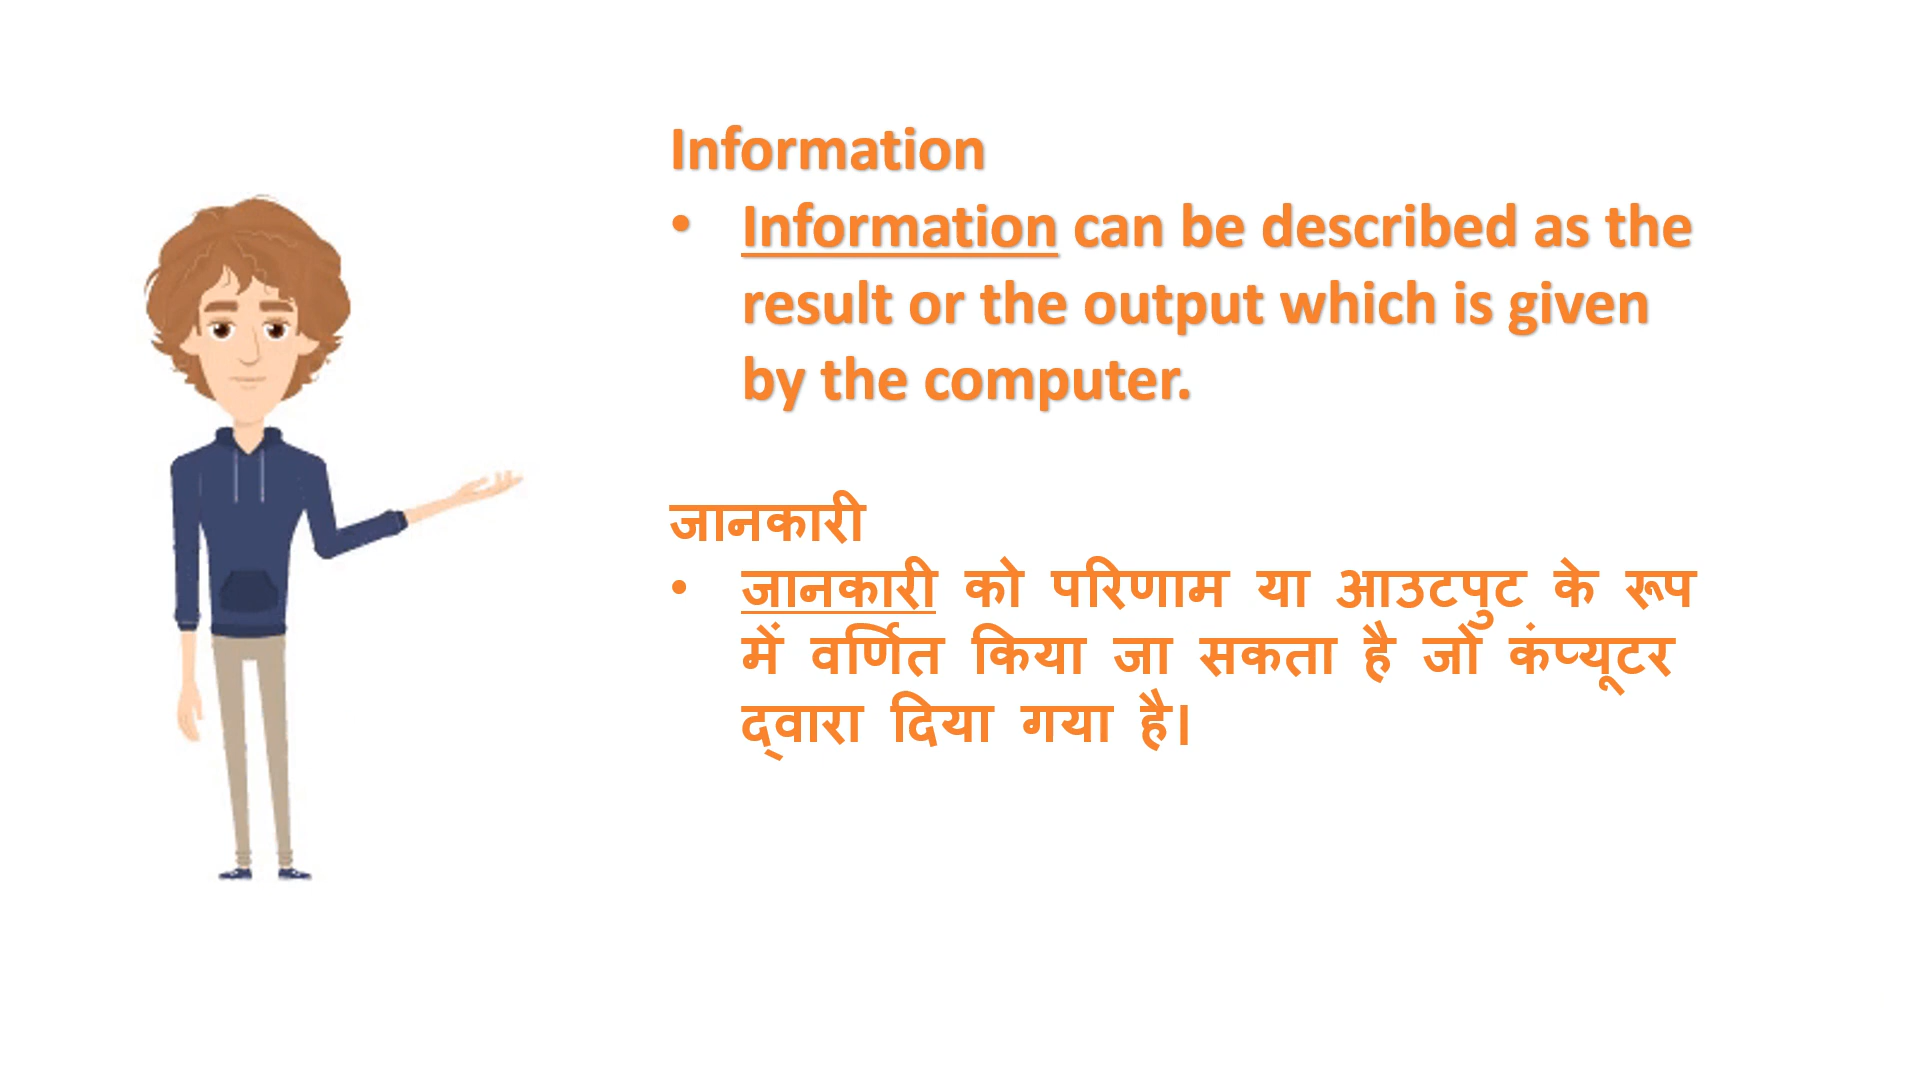 Information
• Information can be described as the
result or the output which is given
by the computer.
जानकारी
• जानकारी को परिणाम या आउटपुट के रूप
में वर्णित किया जा सकता है जो कंप्यूटर
द्वारा दिया गया है।